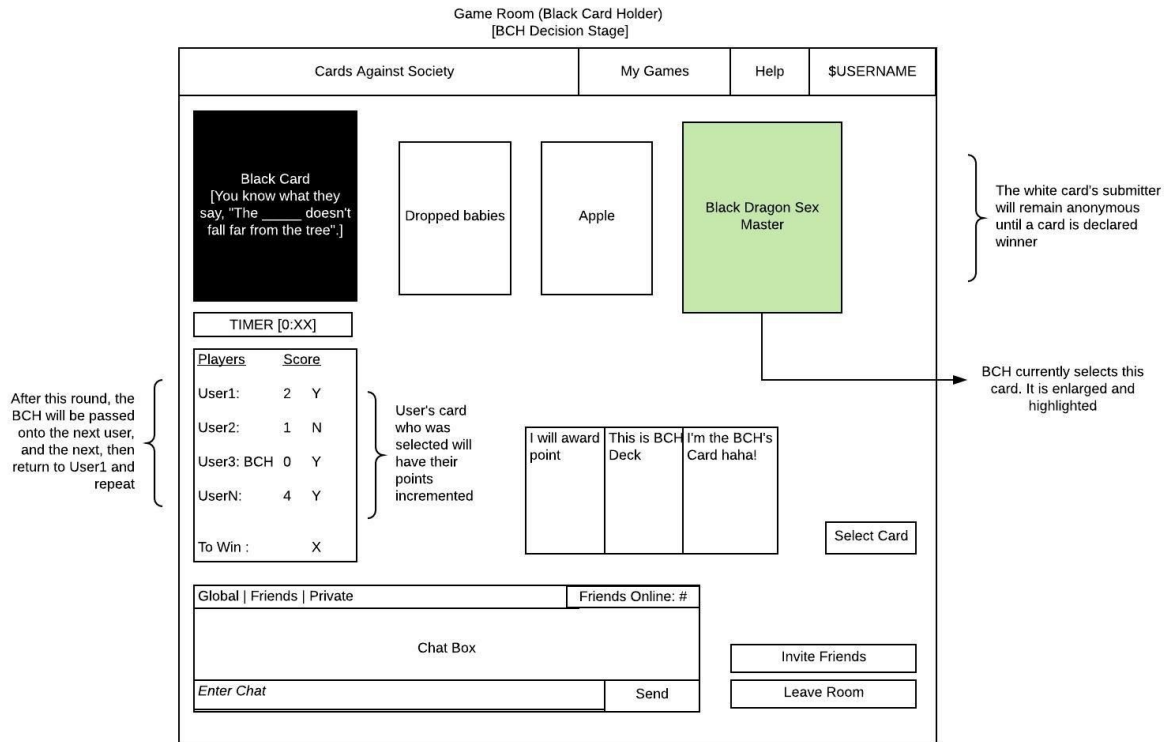 Game Room (Black Card Holder)
[BCH Decision Stage]
Cards Against Society
My Games
Help
$USERNAME
Black Card
[You know what they
say, "The _____ doesn't
fall far from the tree".]
Dropped babies
Apple
Black Dragon Sex
Master
The white card's submitter
will remain anonymous
until a card is declared
winner
TIMER [0:XX]
Players Score
User1: 2 Y
User2: 1 N
User3: BCH 0 Y
UserN: 4 Y
To Win : X
After this round, the
BCH will be passed
onto the next user,
and the next, then
return to User1 and
repeat
User's card
who was
selected will
have their
points
incremented
BCH currently selects this
card. It is enlarged and
highlighted
I will award
point
This is BCH
Deck
I'm the BCH's
Card haha!
Select Card
Global | Friends | Private
Friends Online: #
Chat Box
Enter Chat
Send
Invite Friends
Leave Room